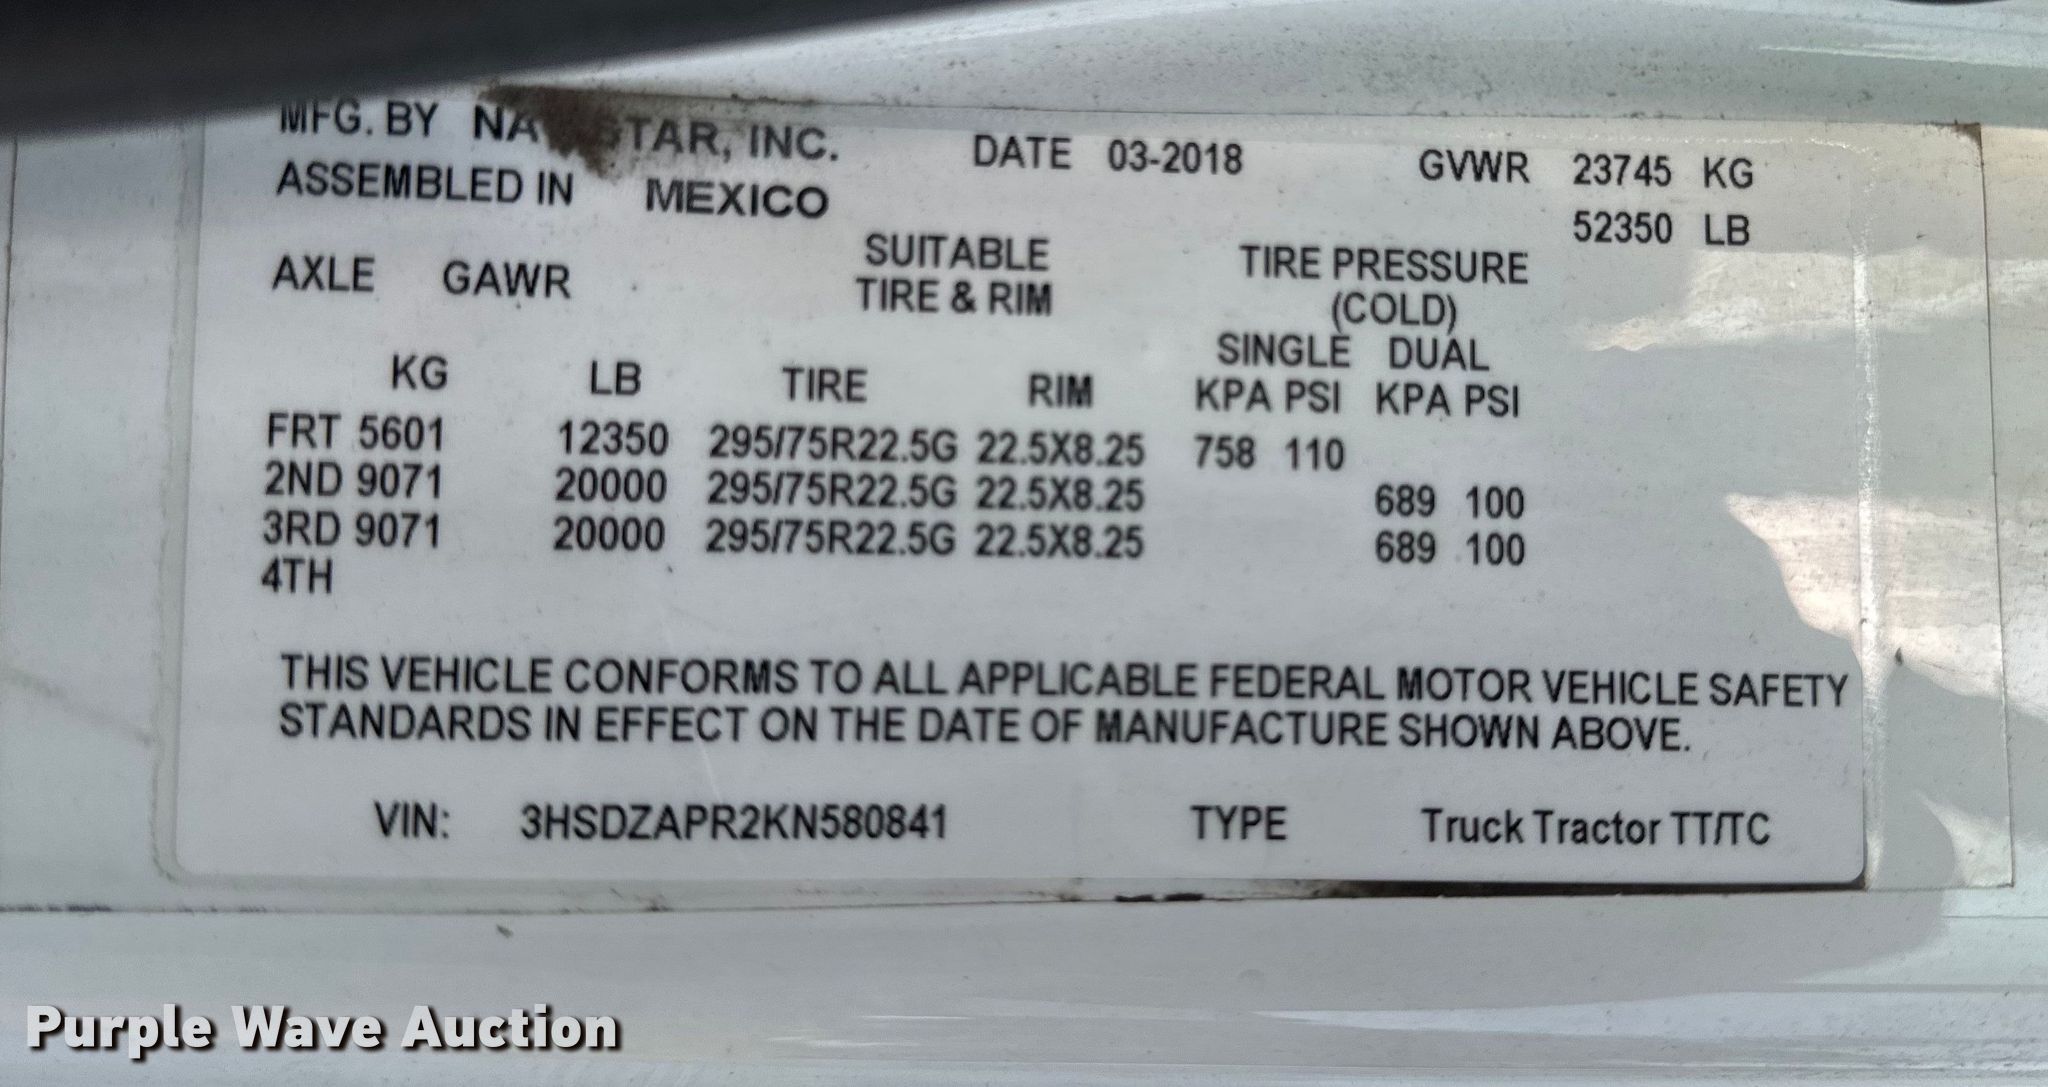 MFG. BY NAVISTAR, INC. DATE 03-2018 GVWR 23745 KG
ASSEMBLED IN MEXICO 52350 LB
AXLE GAWR SUITABLE TIRE PRESSURE
TIRE & RIM (COLD)
SINGLE DUAL
KG LB TIRE RIM KPA PSI KPA PSI
FRT 5601 12350 295/75R22.5G 22.5X8.25 758 110
2ND 9071 20000 295/75R22.5G 22.5X8.25 689 100
3RD 9071 20000 295/75R22.5G 22.5X8.25 689 100
4TH
THIS VEHICLE CONFORMS TO ALL APPLICABLE FEDERAL MOTOR VEHICLE SAFETY
STANDARDS IN EFFECT ON THE DATE OF MANUFACTURE SHOWN ABOVE.
VIN: 3HSDZAPR2KN580841 TYPE Truck Tractor TT/TC
Purple Wave Auction